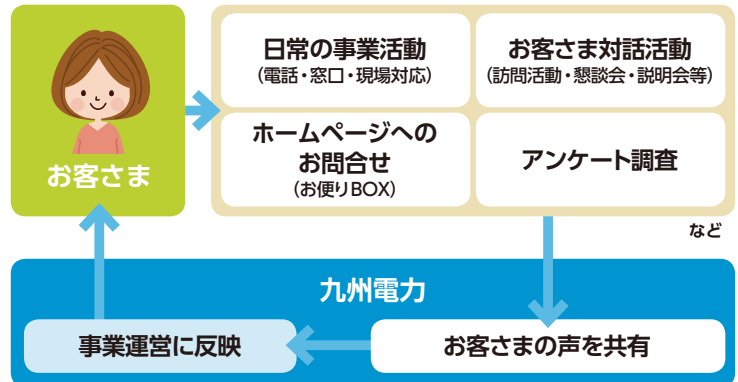 お客さま
日常の事業活動
（電話・窓口・現場対応）
お客さま対話活動
（訪問活動・懇談会・説明会等）
ホームページへの
お問合せ
（お便りBOX）
アンケート調査
など
九州電力
事業運営に反映
お客さまの声を共有